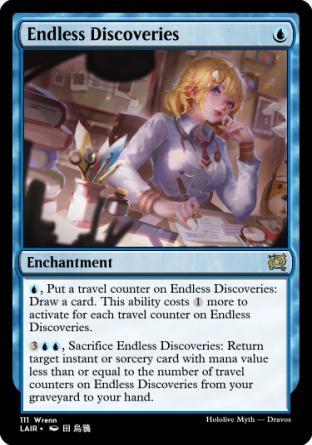 Endless Discoveries
Enchantment
, Put a travel counter on Endless Discoveries:
Draw a card. This ability costs 1 more to
activate for each travel counter on Endless
Discoveries.
3, Sacrifice Endless Discoveries: Return
target instant or sorcery card with mana value
less than or equal to the number of travel
counters on Endless Discoveries from your
graveyard to your hand.
111 Wrenn
Hololive Myth — Dravos
LAIR • 田 烏鴉